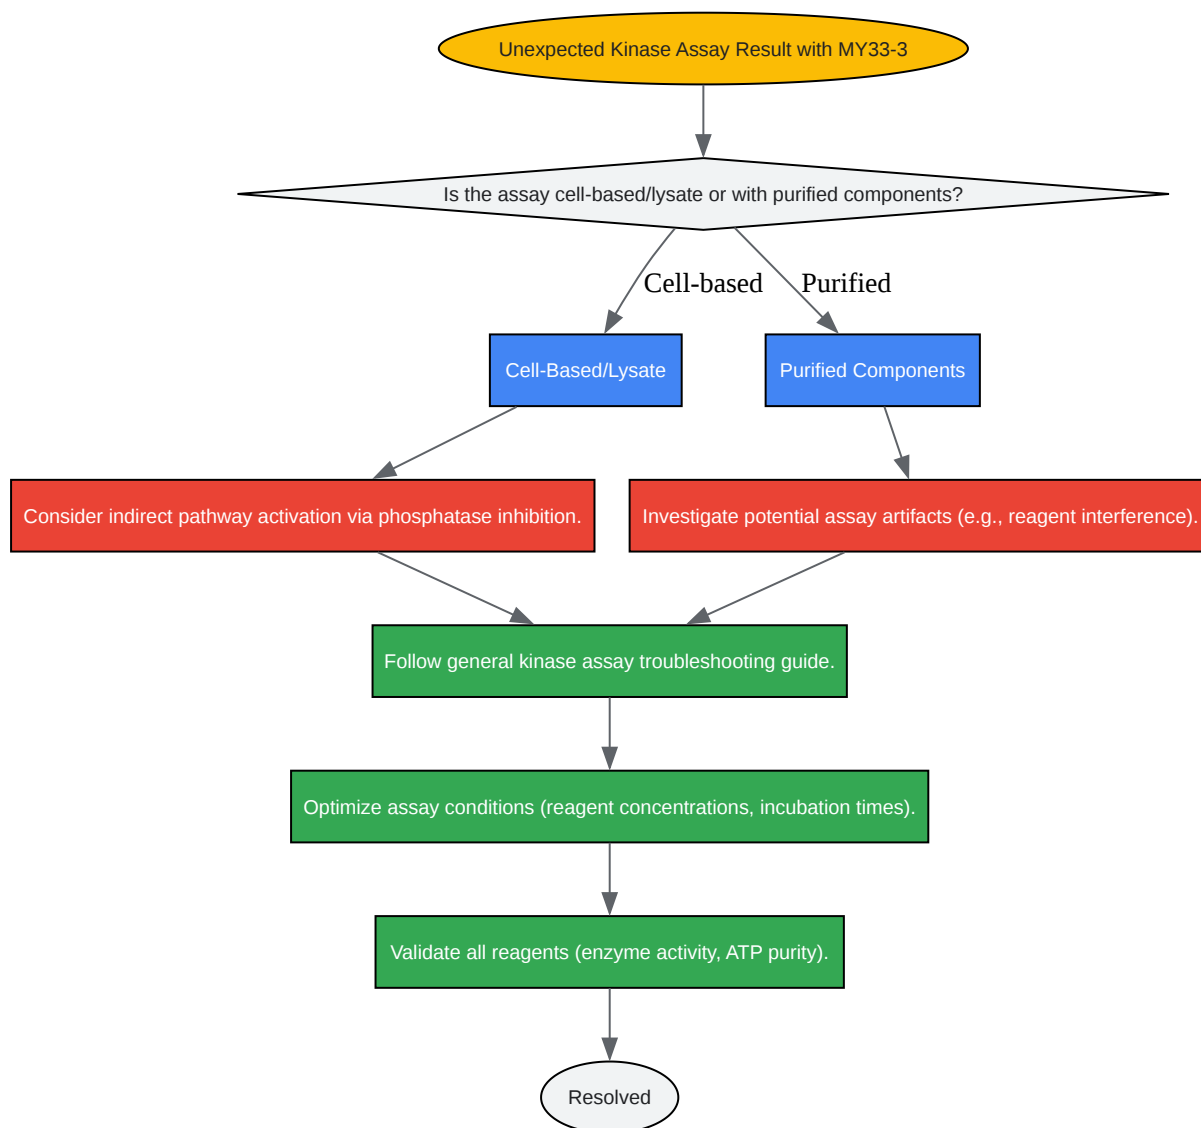 Unexpected Kinase Assay Result with MY33-3
Is the assay cell-based/lysate or with purified components?
Cell-based
Purified
Cell-Based/Lysate
Purified Components
Consider indirect pathway activation via phosphatase inhibition.
Investigate potential assay artifacts (e.g., reagent interference).
Follow general kinase assay troubleshooting guide.
Optimize assay conditions (reagent concentrations, incubation times).
Validate all reagents (enzyme activity, ATP purity).
Resolved